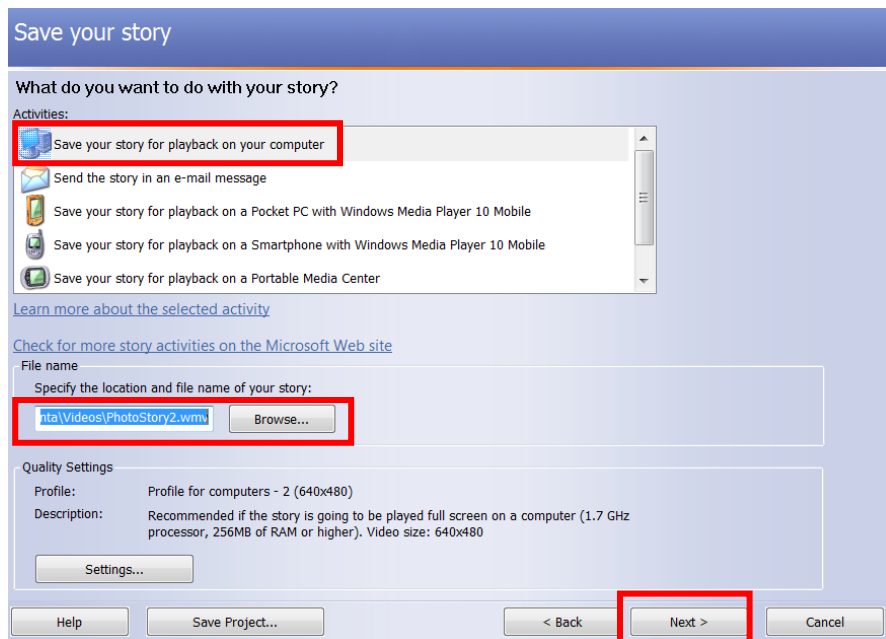 Save your story
What do you want to do with your story?
Activities:
Save your story for playback on your computer
Send the story in an e-mail message
Save your story for playback on a Pocket PC with Windows Media Player 10 Mobile
Save your story for playback on a Smartphone with Windows Media Player 10 Mobile
Save your story for playback on a Portable Media Center
Learn more about the selected activity
Check for more story activities on the Microsoft Web site
File name
Specify the location and file name of your story:
nta\Videos\PhotoStory2.wmv Browse...
Quality Settings
Profile: Profile for computers - 2 (640x480)
Description: Recommended if the story is going to be played full screen on a computer (1.7 GHz
processor, 256MB of RAM or higher). Video size: 640x480
Settings...
Help Save Project... < Back Next > Cancel